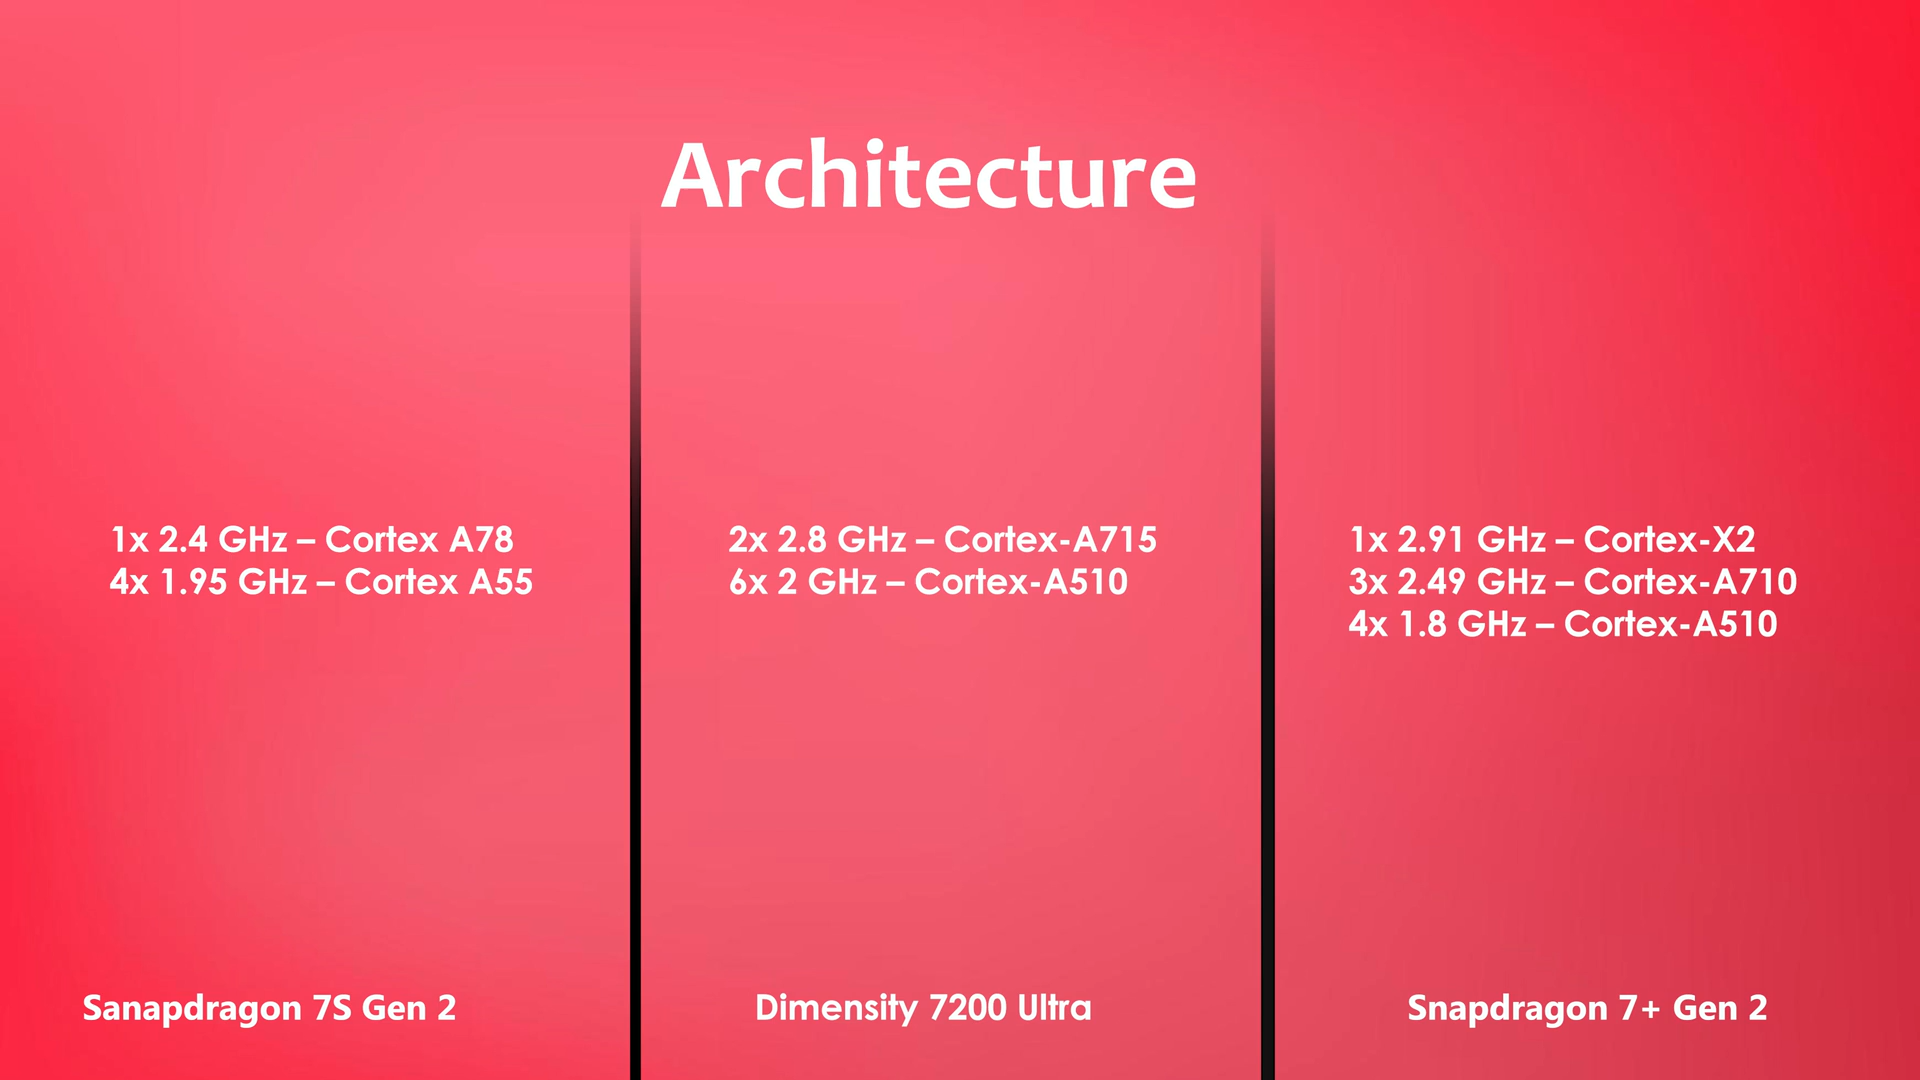 Architecture
1x 2.4 GHz – Cortex A78
4x 1.95 GHz – Cortex A55
2x 2.8 GHz – Cortex-A715
6x 2 GHz – Cortex-A510
1x 2.91 GHz – Cortex-X2
3x 2.49 GHz – Cortex-A710
4x 1.8 GHz – Cortex-A510
Sanapdragon 7S Gen 2
Dimensity 7200 Ultra
Snapdragon 7+ Gen 2